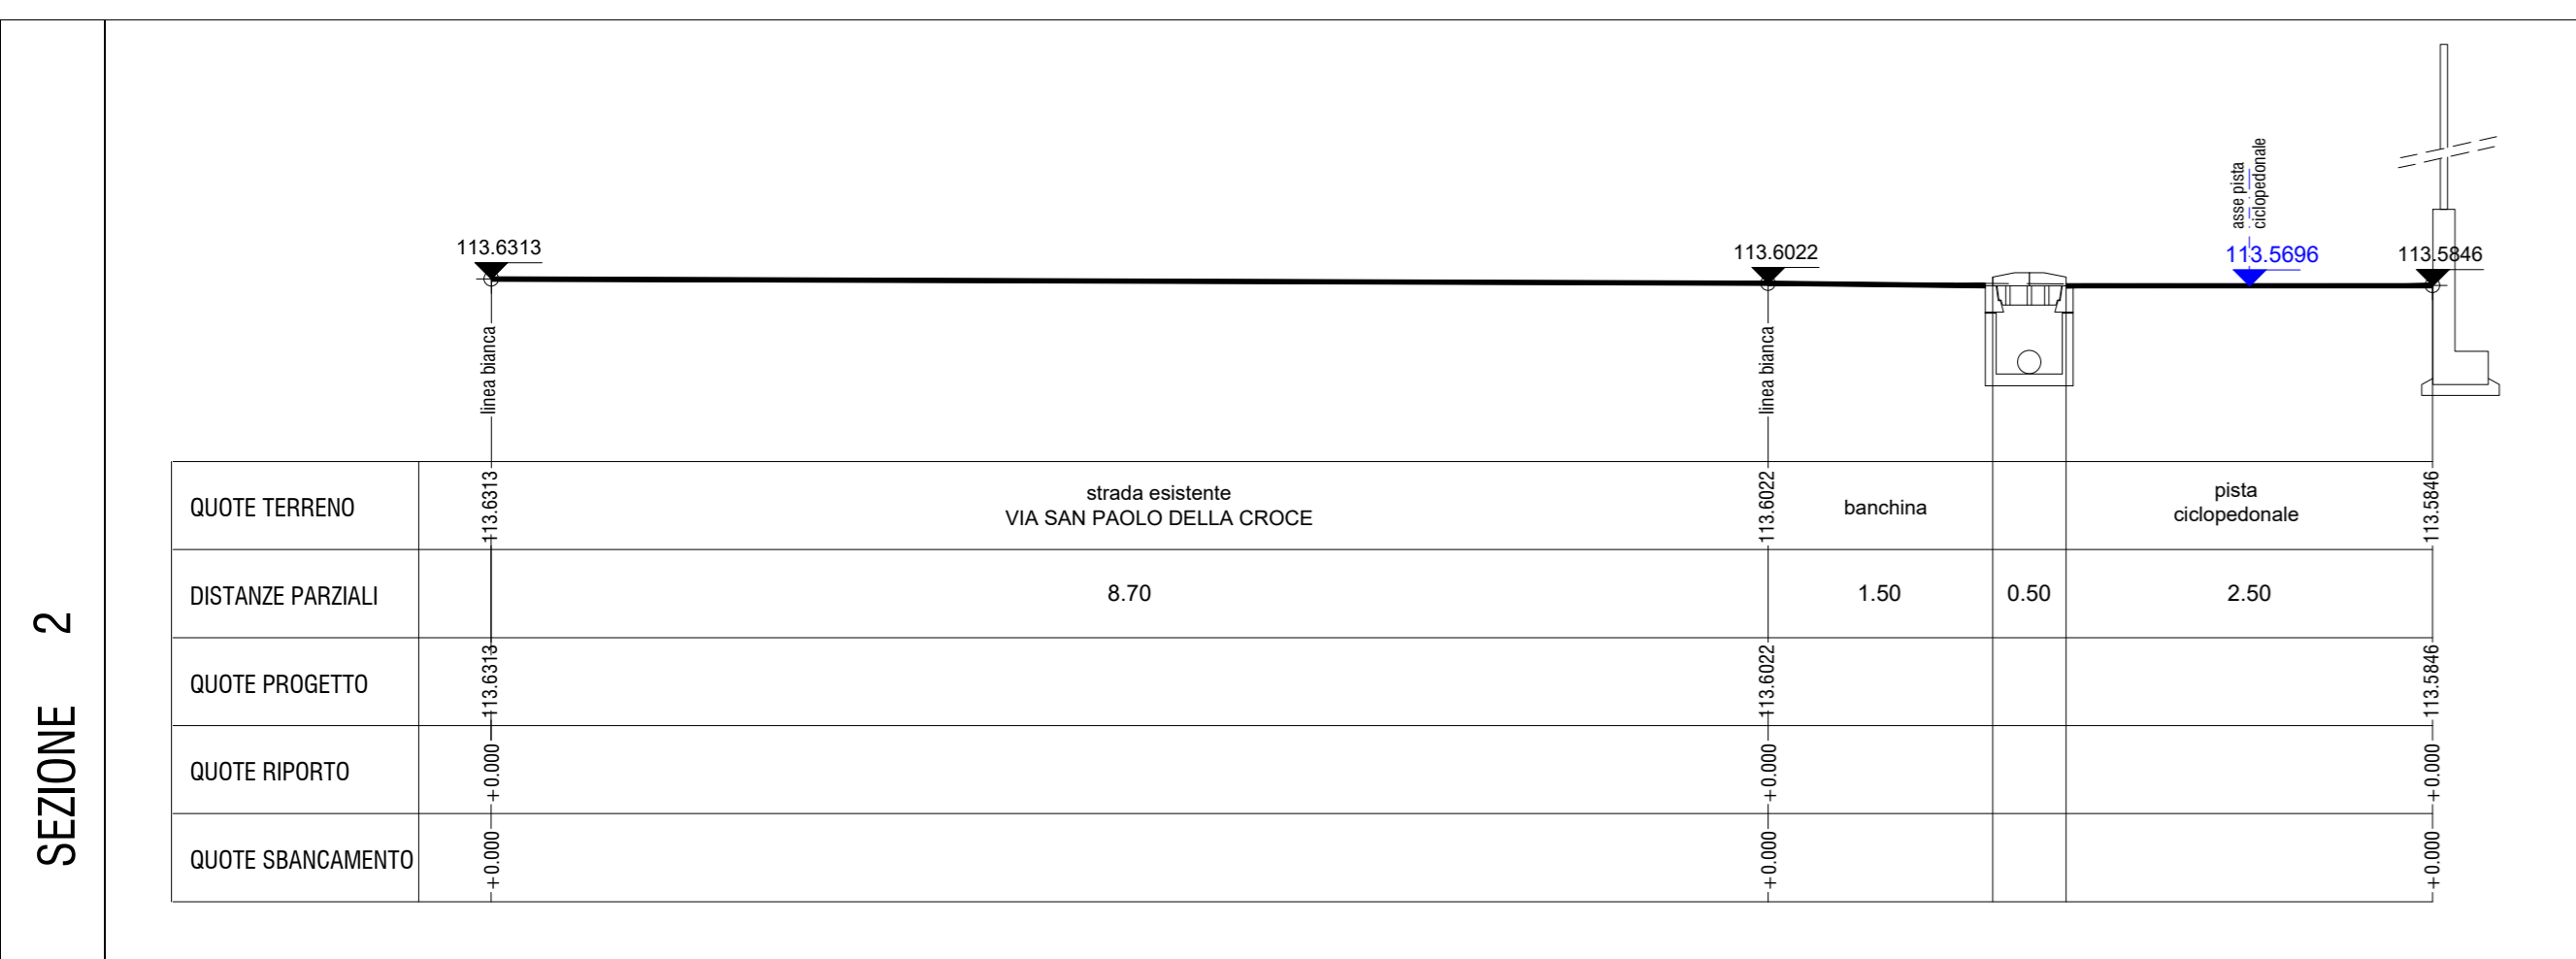 SEZIONE 2
asse pista
ciclopedonale
113.6313
113.6022
113.5696
113.5846
linea bianca
linea bianca
QUOTE TERRENO
113.6313
strada esistente
VIA SAN PAOLO DELLA CROCE
113.6022
banchina
pista
ciclopedonale
113.5846
DISTANZE PARZIALI
8.70
1.50
0.50
2.50
QUOTE PROGETTO
113.6313
113.6022
113.5846
QUOTE RIPORTO
+0.000
+0.000
+0.000
QUOTE SBANCAMENTO
+0.000
+0.000
+0.000